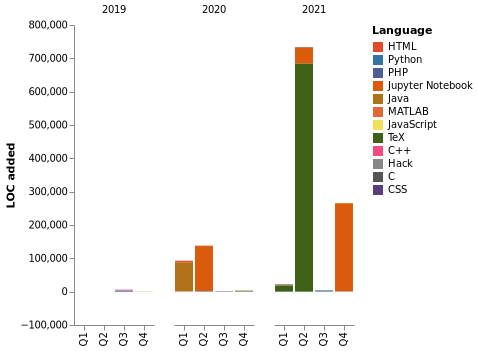 2019 2020 2021
800,000
700,000
600,000
500,000
400,000
300,000
200,000
100,000
0
−100,000
LOC added
Q1 Q2 Q3 Q4 Q1 Q2 Q3 Q4 Q1 Q2 Q3 Q4
Language
HTML
Python
PHP
Jupyter Notebook
Java
MATLAB
JavaScript
TeX
C++
Hack
C
CSS